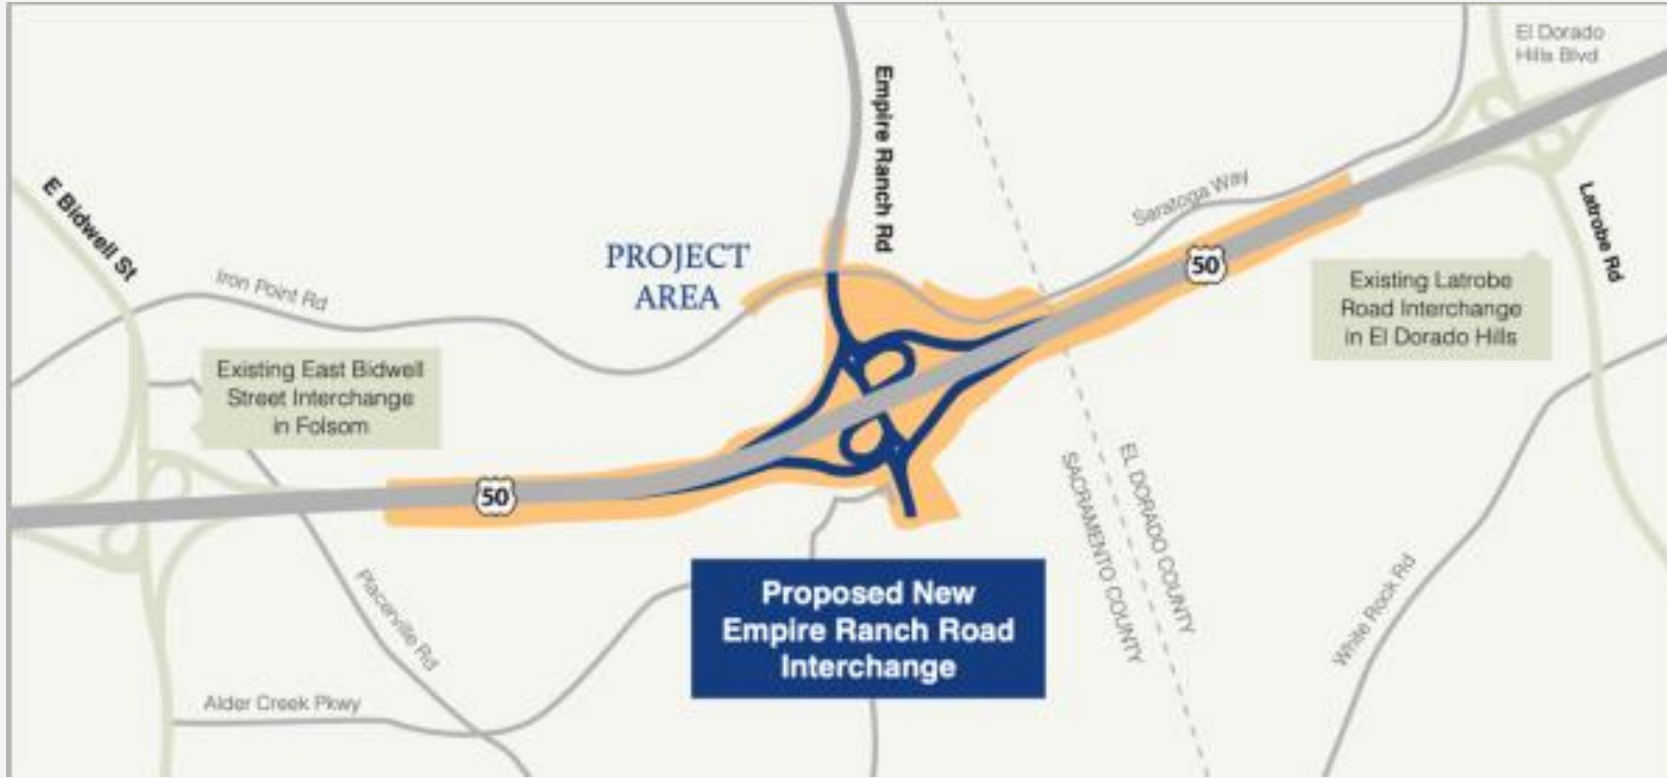 El Dorado
Hills Blvd
Empire Ranch Rd
E Bidwell St
Saratoga Way
Latrobe Rd
PROJECT
AREA
50
Iron Point Rd
Existing Latrobe
Road Interchange
in El Dorado Hills
Existing East Bidwell
Street Interchange
in Folsom
50
EL DORADO COUNTY
SACRAMENTO COUNTY
Placerville Rd
White Rock Rd
Proposed New
Empire Ranch Road
Interchange
Alder Creek Pkwy